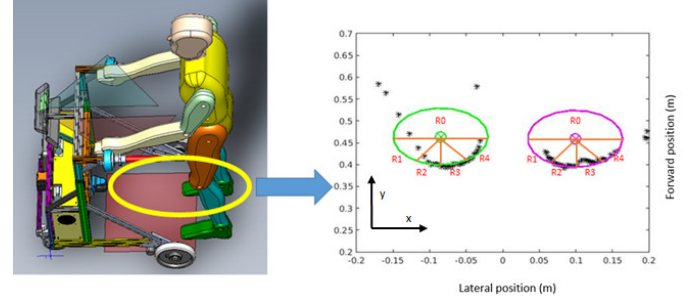 0.7
0.65
0.6
0.55
0.5
0.45
0.4
0.35
0.3
0.25
0.2
R0
R1
R2
R3
R4
R0
R1
R2
R3
R4
y
x
-0.2
-0.15
-0.1
-0.05
0
0.05
0.1
0.15
0.2
Lateral position (m)
Forward position (m)